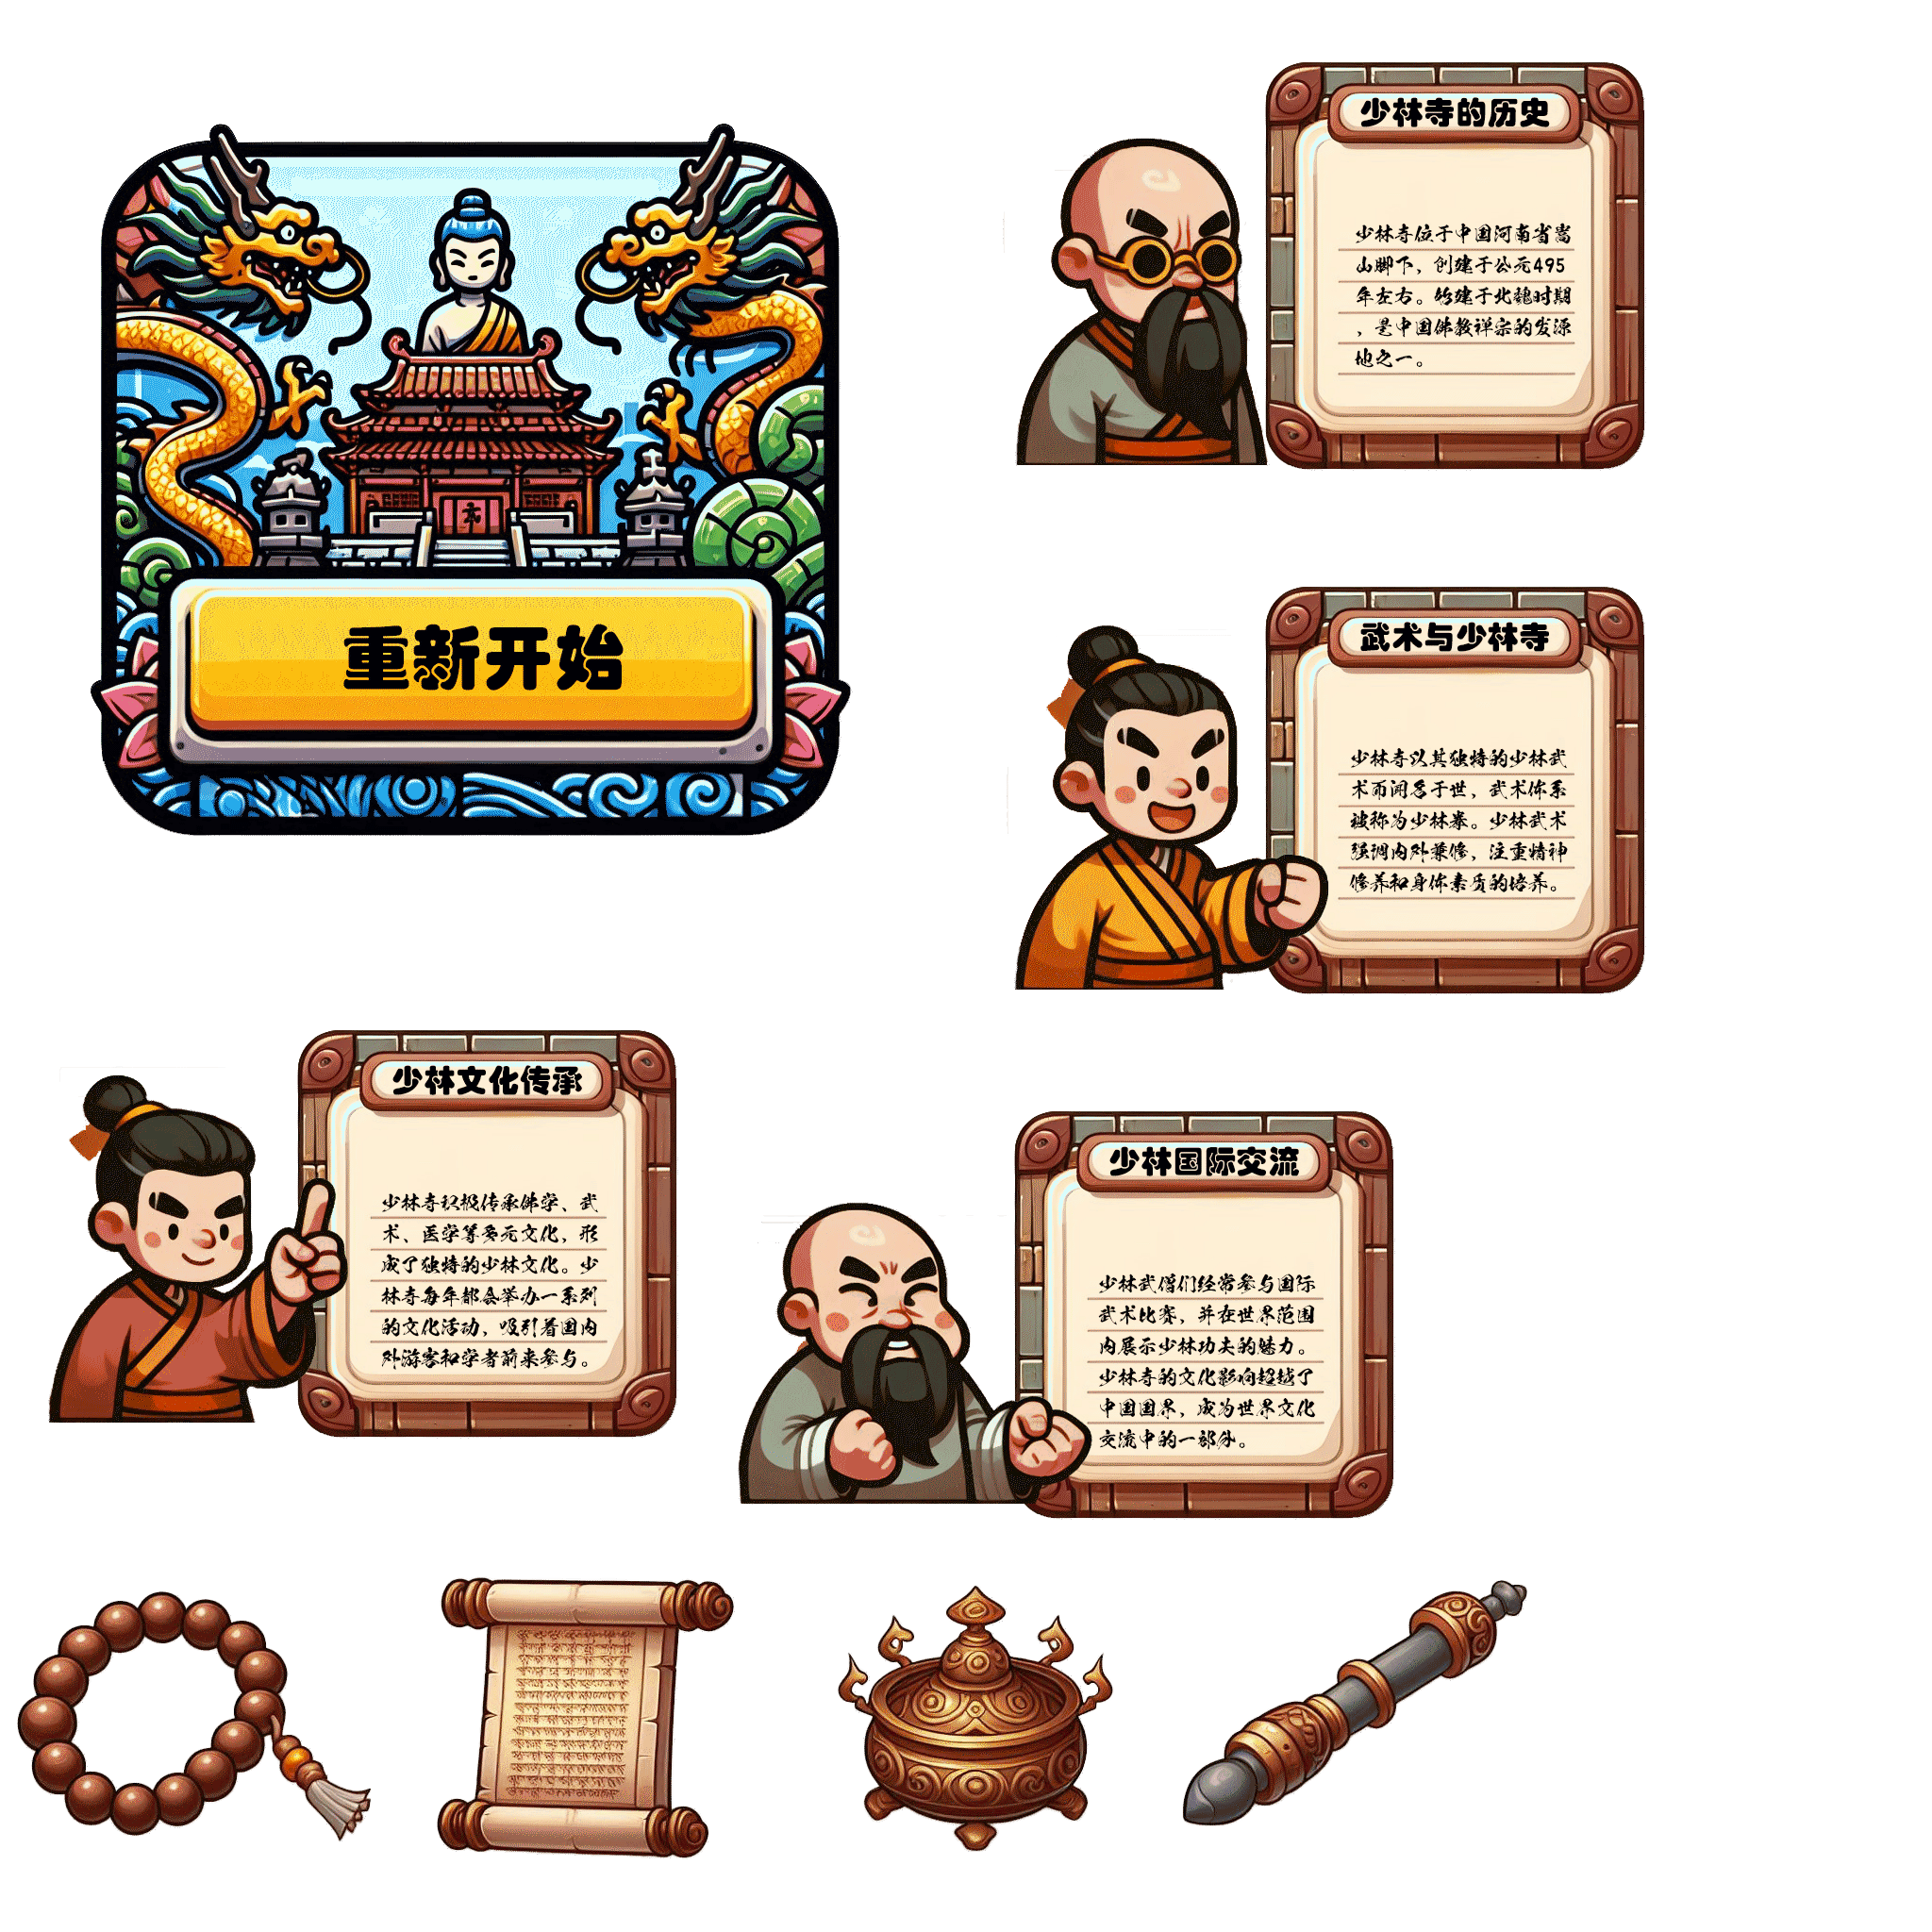 重新开始
少林寺的历史
少林寺位于中国河南省嵩
山脚下，创建于公元495
年左右。始建于北魏时期
，是中国佛教禅宗的发源
地之一。
武术与少林寺
少林寺以其独特的少林武
术而闻名于世，武术体系
被称为少林拳。少林武术
强调内外兼修，注重精神
修养和身体素质的培养。
少林文化传承
少林寺积极传承佛学、武
术、医学等多元文化，形
成了独特的少林文化。少
林寺每年都会举办一系列
的文化活动，吸引着国内
外游客和学者前来参与。
少林国际交流
少林武僧们经常参与国际
武术比赛，并在世界范围
内展示少林功夫的魅力。
少林寺的文化影响超越了
中国国界，成为世界文化
交流中的一部分。